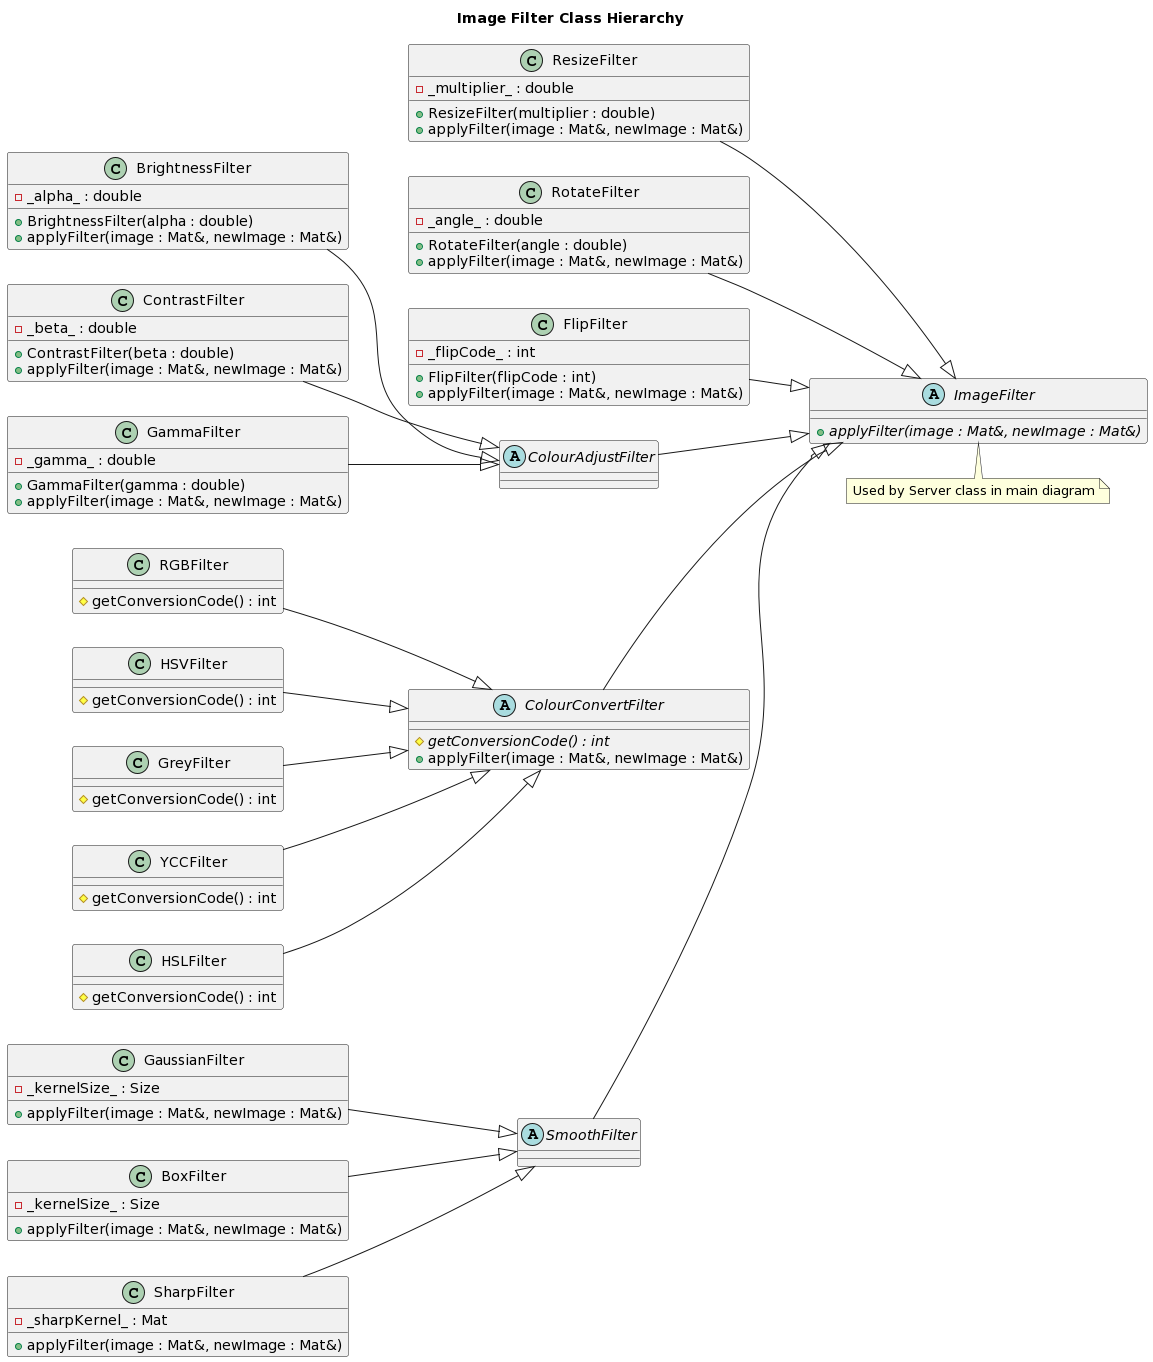 Image Filter Class Hierarchy
C ResizeFilter
_multiplier_ : double
ResizeFilter(multiplier : double)
applyFilter(image : Mat&, newImage : Mat&)
C BrightnessFilter
_alpha_ : double
BrightnessFilter(alpha : double)
applyFilter(image : Mat&, newImage : Mat&)
C RotateFilter
_angle_ : double
RotateFilter(angle : double)
applyFilter(image : Mat&, newImage : Mat&)
C ContrastFilter
_beta_ : double
ContrastFilter(beta : double)
applyFilter(image : Mat&, newImage : Mat&)
C FlipFilter
_flipCode_ : int
FlipFilter(flipCode : int)
applyFilter(image : Mat&, newImage : Mat&)
A ImageFilter
applyFilter(image : Mat&, newImage : Mat&)
Used by Server class in main diagram
C GammaFilter
_gamma_ : double
GammaFilter(gamma : double)
applyFilter(image : Mat&, newImage : Mat&)
A ColourAdjustFilter
C RGBFilter
getConversionCode() : int
C HSVFilter
getConversionCode() : int
A ColourConvertFilter
getConversionCode() : int
applyFilter(image : Mat&, newImage : Mat&)
C GreyFilter
getConversionCode() : int
C YCCFilter
getConversionCode() : int
C HSLFilter
getConversionCode() : int
C GaussianFilter
_kernelSize_ : Size
applyFilter(image : Mat&, newImage : Mat&)
A SmoothFilter
C BoxFilter
_kernelSize_ : Size
applyFilter(image : Mat&, newImage : Mat&)
C SharpFilter
_sharpKernel_ : Mat
applyFilter(image : Mat&, newImage : Mat&)